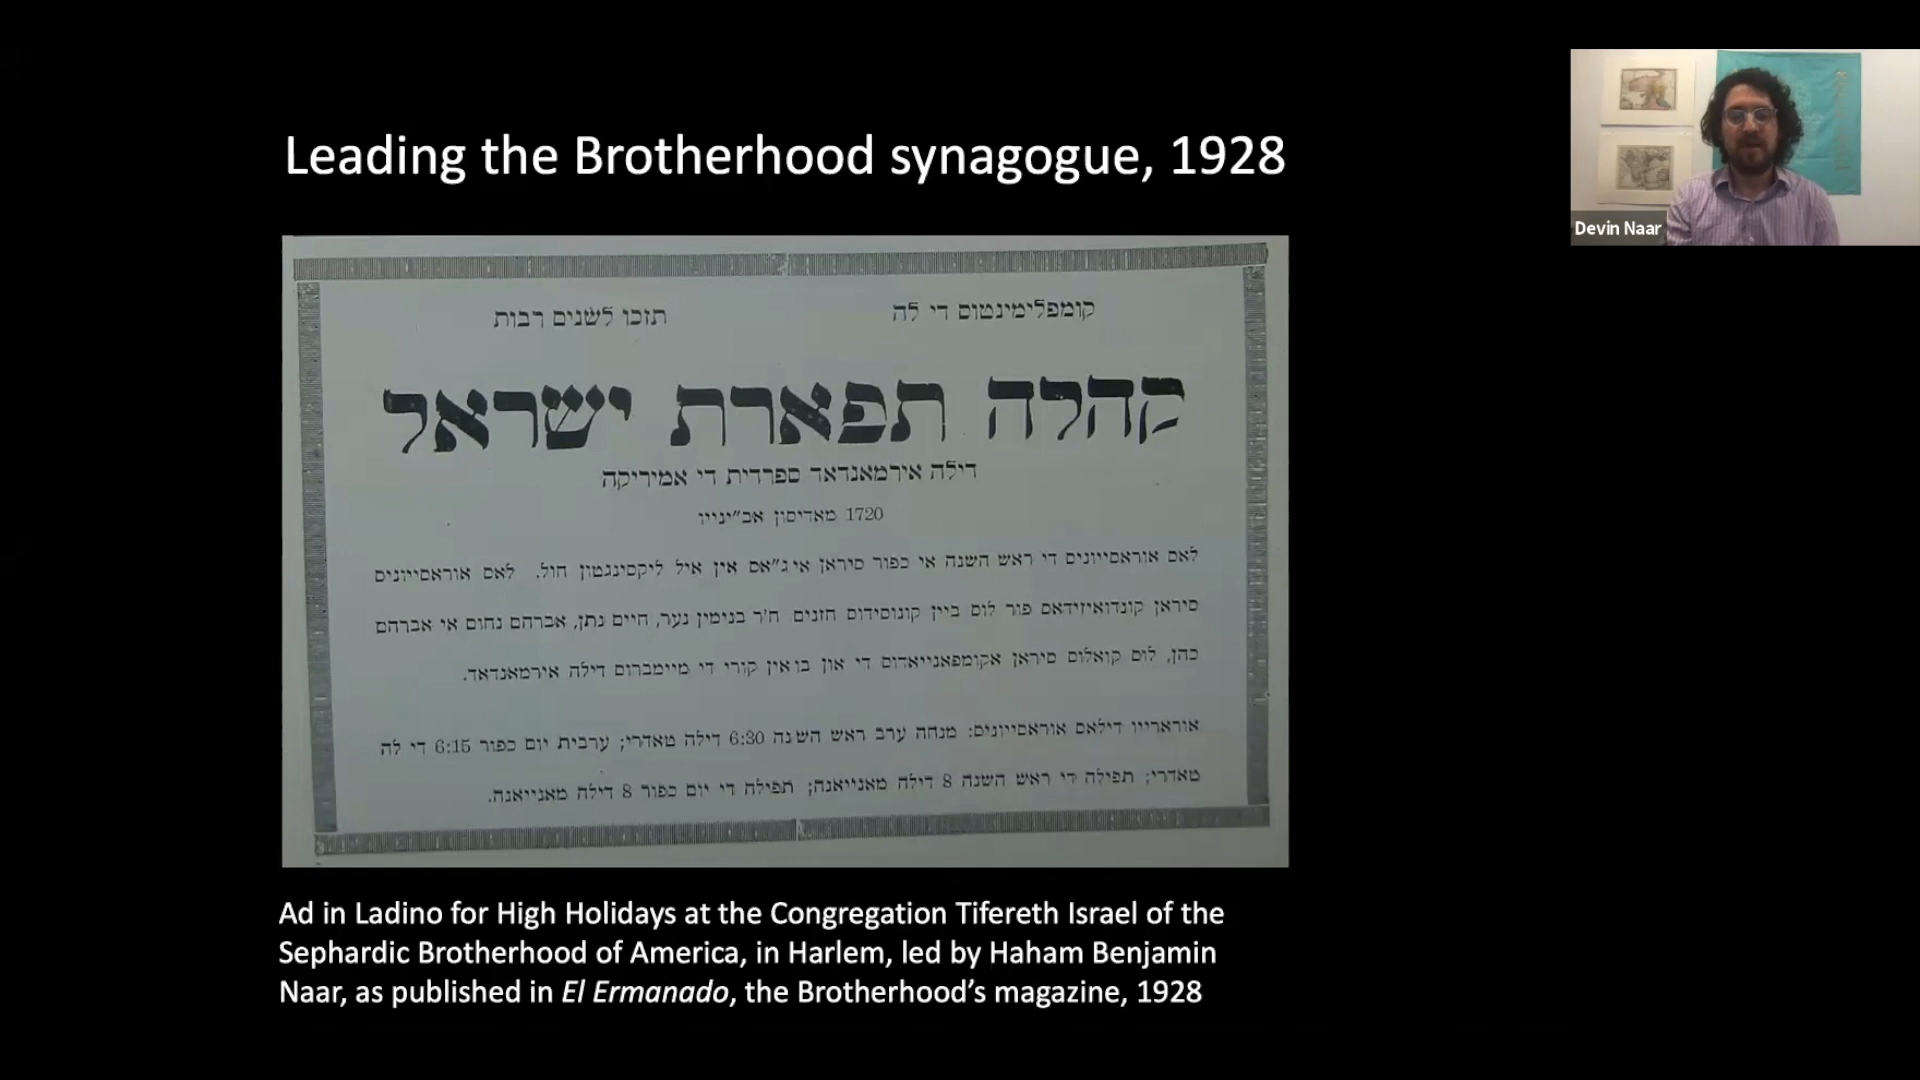 Leading the Brotherhood synagogue, 1928
Devin Naar
קומפלימינטוס די לה תזכו לשנים רבות
קהלה תפארת ישראל
דילה אירמאנדאד ספרדית די אמיריקה
1720 מאדיסון אב״ינייו
לאס אוראסייונים די ראש השנה אי כפור סיראן אי ג״אס אין איל ליקסינגטון חול. לאס אוראסייונים
סיראן קונדואיזידאס פור לוס ביין קונוסידוס חזנים ח׳ר בנימין נער, חיים נתן, אברהם נחום אי אברהם
כהן, לוס קואלוס סיראן אקומפאנייאדוס די און בואין קורי די מיימברוס דילה אירמאנדאד.
אוראריוו דילאס אוראסייונים: מנחה ערב ראש השנה 6:30 דילה טאדרי; ערבית יום כפור 6:15 די לה
טאדרי; תפילה די ראש השנה 8 דילה מאנייאנה; תפילה די יום כפור 8 דילה מאנייאנה.
Ad in Ladino for High Holidays at the Congregation Tifereth Israel of the
Sephardic Brotherhood of America, in Harlem, led by Haham Benjamin
Naar, as published in El Ermanado, the Brotherhood’s magazine, 1928